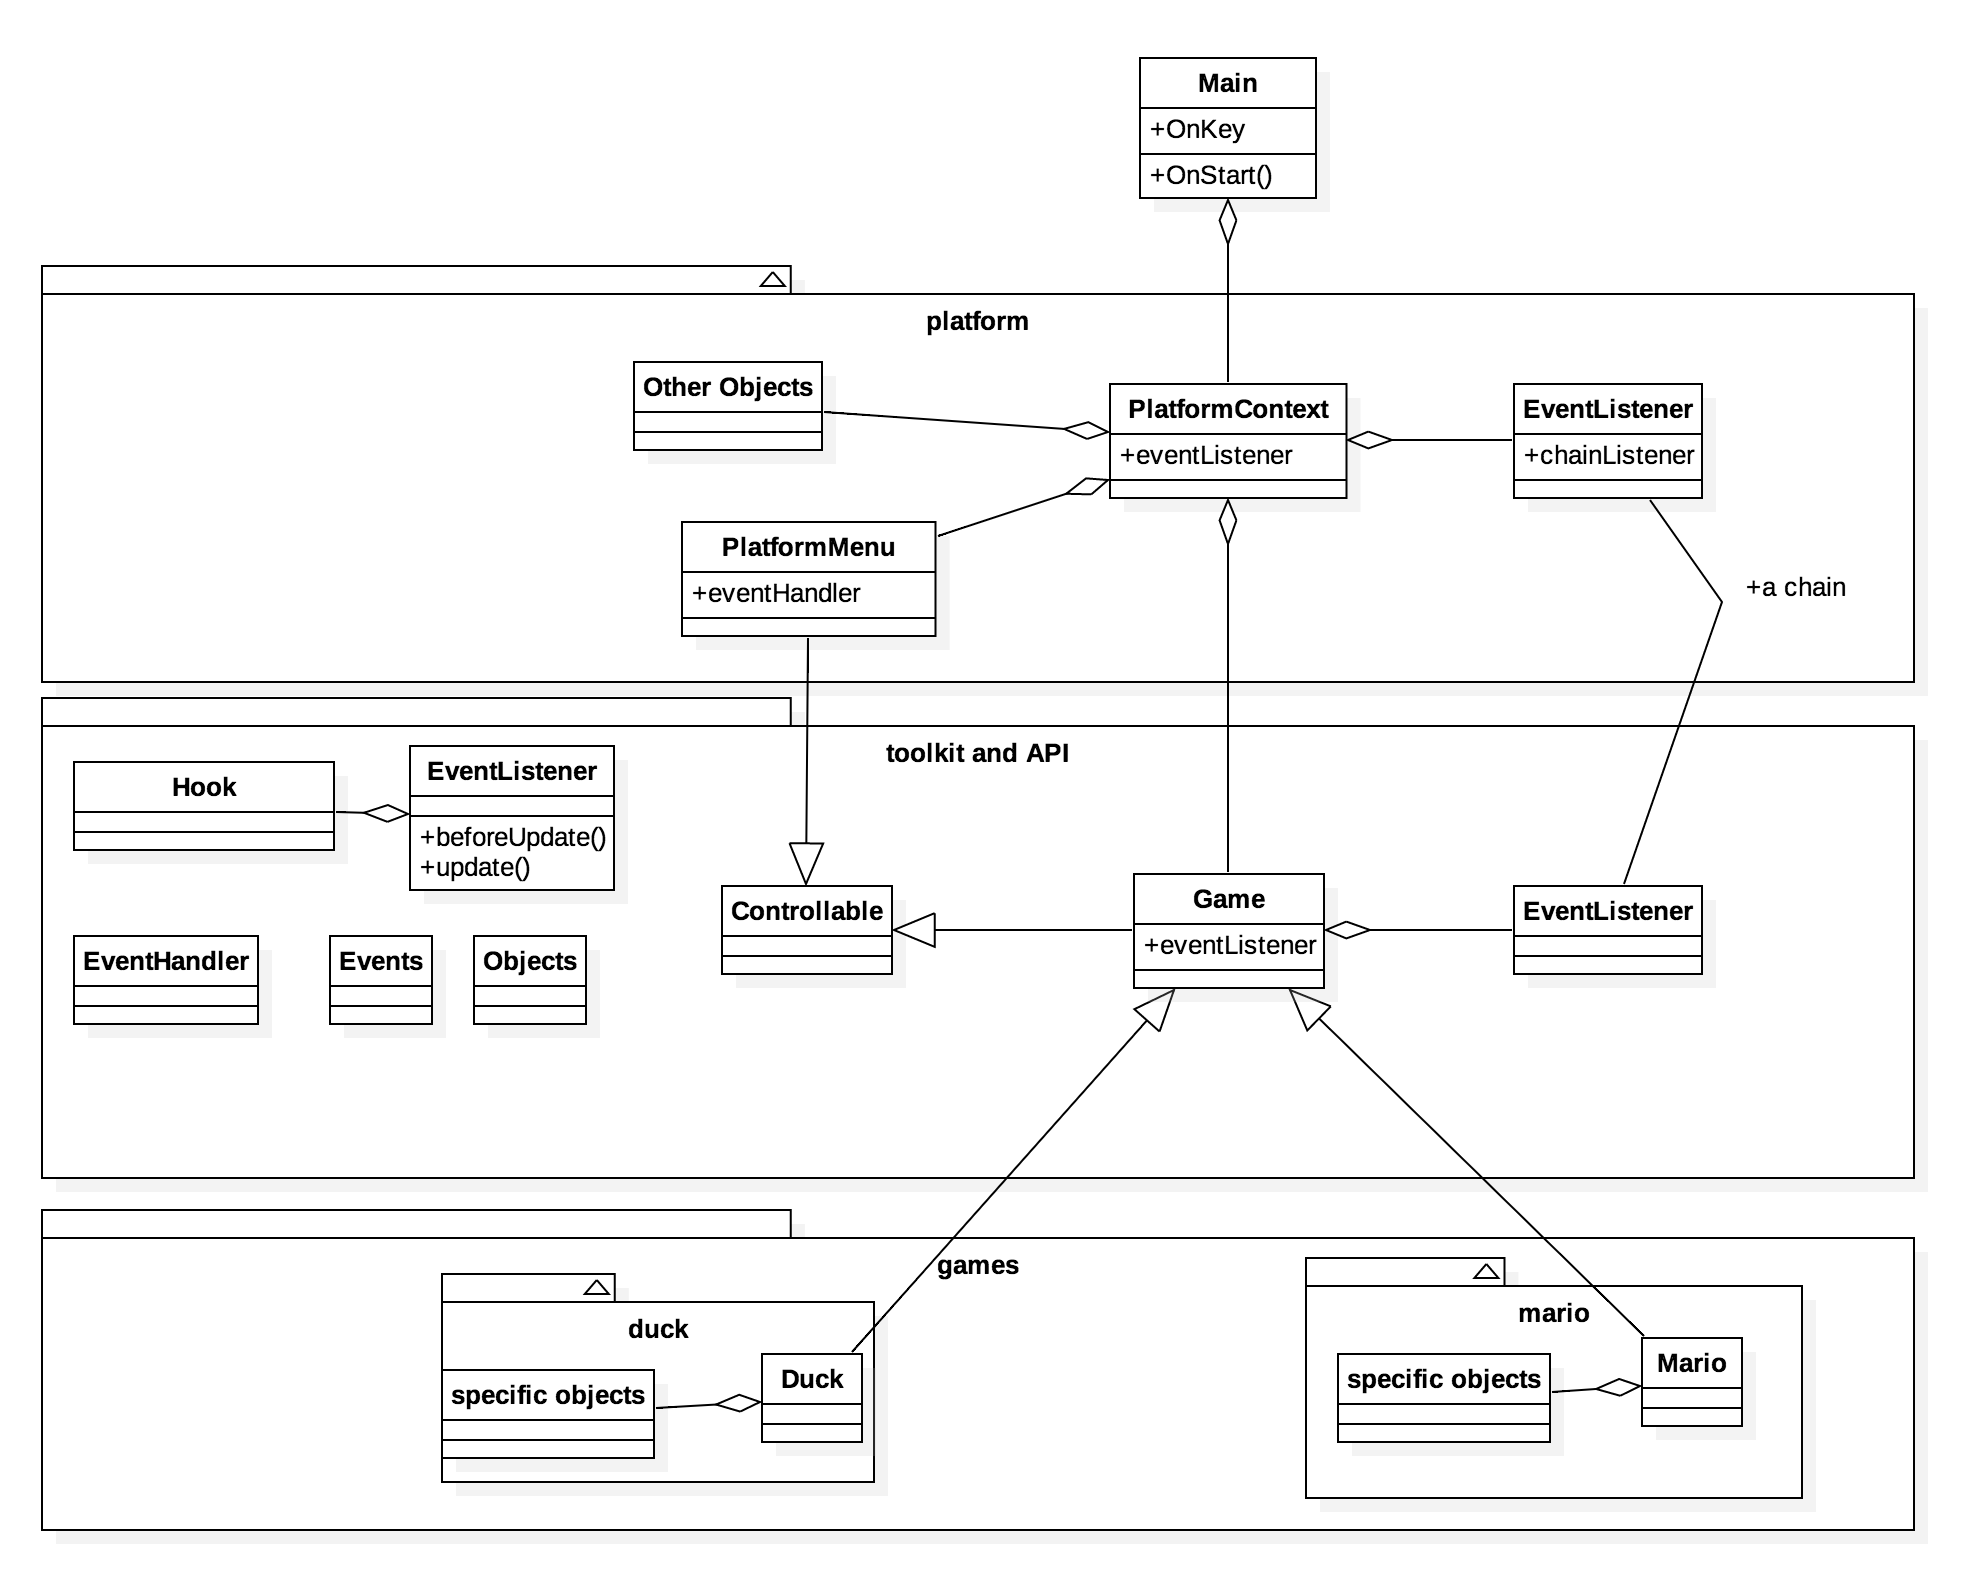 Main
+OnKey
+OnStart()
platform
Other Objects
PlatformContext
+eventListener
EventListener
+chainListener
PlatformMenu
+eventHandler
+a chain
toolkit and API
Hook
EventListener
+beforeUpdate()
+update()
Controllable
Game
+eventListener
EventListener
EventHandler
Events
Objects
games
duck
specific objects
Duck
mario
specific objects
Mario